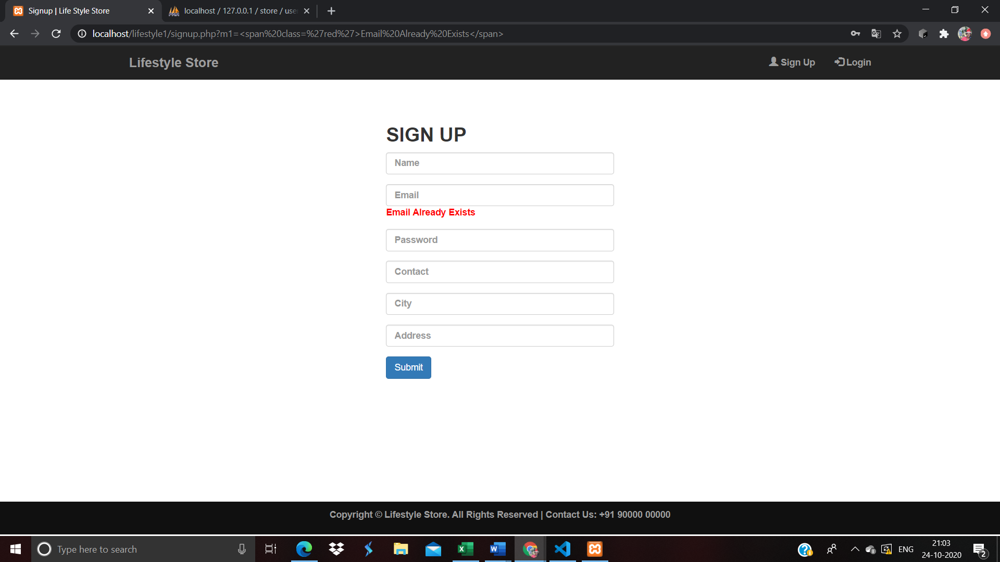 Signup | Life Style Store
localhost / 127.0.0.1 / store / use
localhost/lifestyle1/signup.php?m1=<span%20class=%27red%27>Email%20Already%20Exists</span>
Lifestyle Store
Sign Up
Login
SIGN UP
Name
Email
Email Already Exists
Password
Contact
City
Address
Submit
Copyright © Lifestyle Store. All Rights Reserved | Contact Us: +91 90000 00000
Type here to search
ENG
21:03
24-10-2020
2